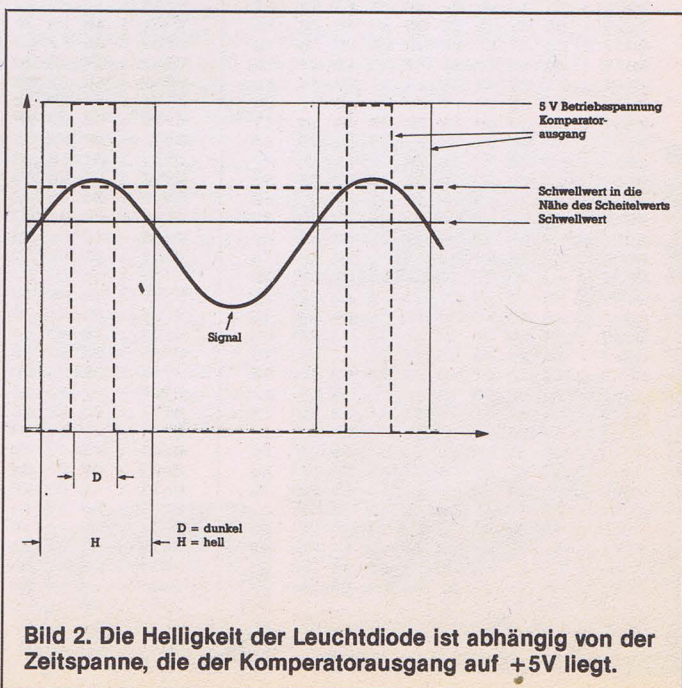 5 V Betriebsspannung
Komparator-
ausgang
Schwellwert in die
Nähe des Scheitelwerts
Schwellwert
Signal
D
H
D = dunkel
H = hell
Bild 2. Die Helligkeit der Leuchtdiode ist abhängig von der
Zeitspanne, die der Komperatorausgang auf +5V liegt.